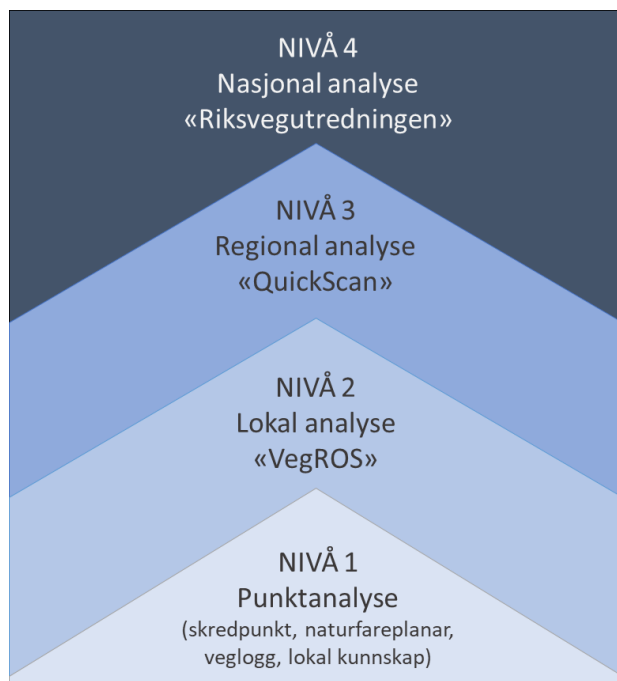 NIVÅ 4
Nasjonal analyse
«Riksvegutredningen»
NIVÅ 3
Regional analyse
«QuickScan»
NIVÅ 2
Lokal analyse
«VegROS»
NIVÅ 1
Punktanalyse
(skredpunkt, naturfareplanar,
veglogg, lokal kunnskap)